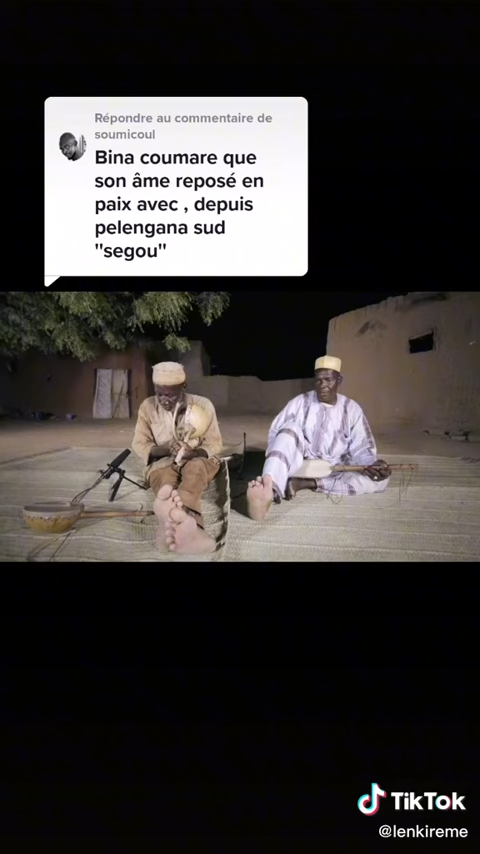 Répondre au commentaire de
soumicoul
Bina coumare que
son âme reposé en
paix avec , depuis
pelengana sud
"segou"
TikTok
@lenkireme